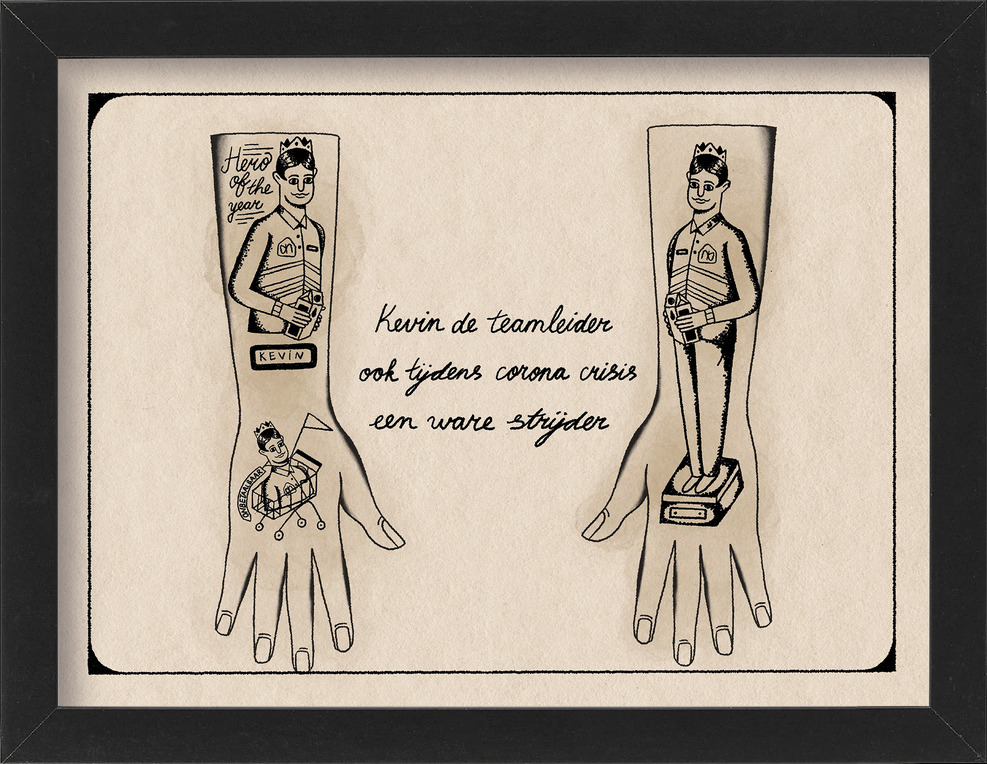 Hero
of the
year
KEVIN
Kevin de teamleider
ook tijdens corona crisis
een ware strijder
ONBETAALBAAR